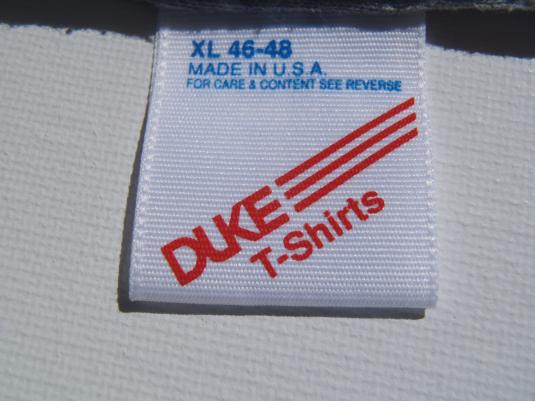 XL 46-48
MADE IN U.S.A.
FOR CARE & CONTENT SEE REVERSE
DUKE
T-Shirts